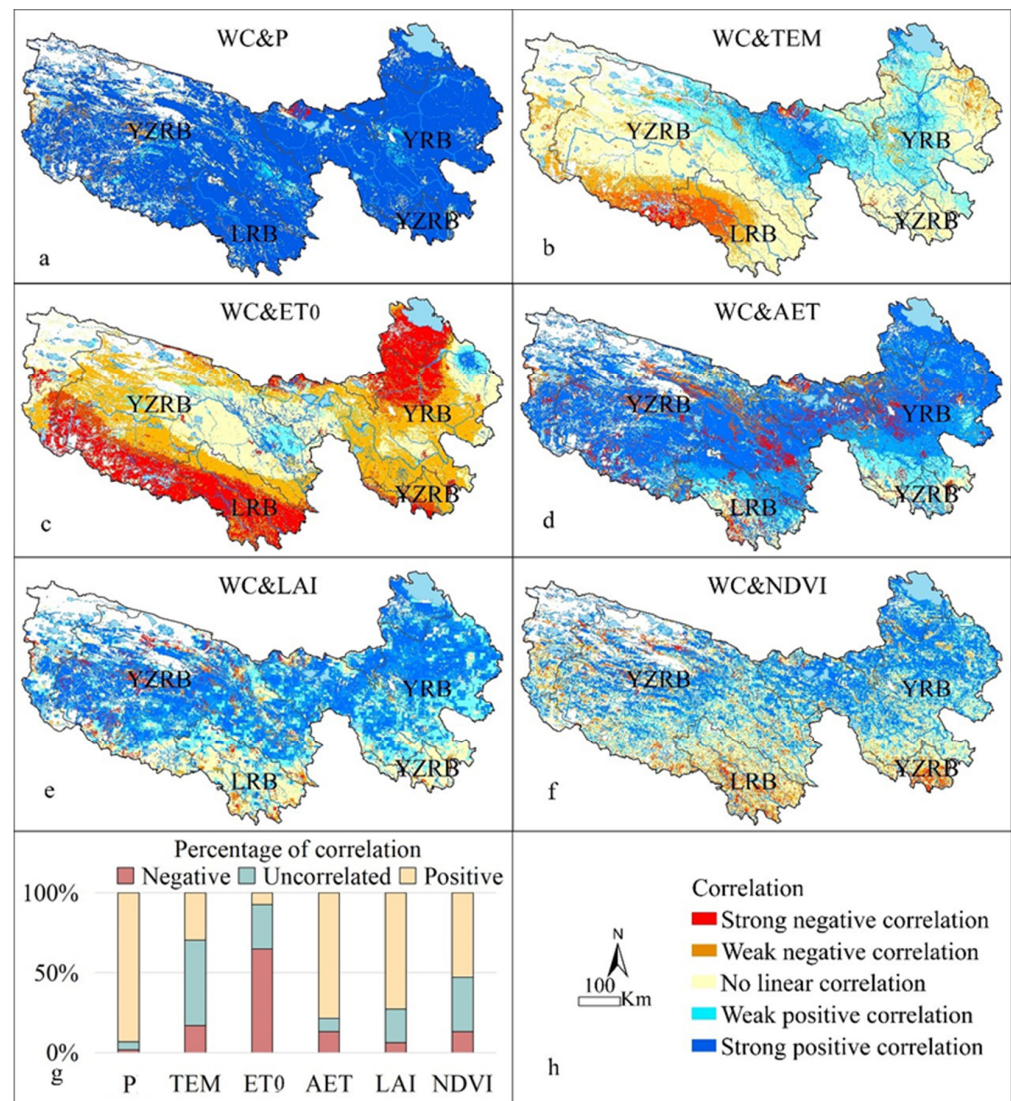 WC&P
YZRB
YRB
LRB
YZRB
a
WC&TEM
YZRB
YRB
LRB
YZRB
b
WC&ET0
YZRB
YRB
LRB
YZRB
c
WC&AET
YZRB
YRB
LRB
YZRB
d
WC&LAI
YZRB
YRB
LRB
YZRB
e
WC&NDVI
YZRB
YRB
LRB
YZRB
f
Percentage of correlation
Negative Uncorrelated Positive
100%
50%
0%
P TEM ET0 AET LAI NDVI
g
N
100
Km
h
Correlation
Strong negative correlation
Weak negative correlation
No linear correlation
Weak positive correlation
Strong positive correlation